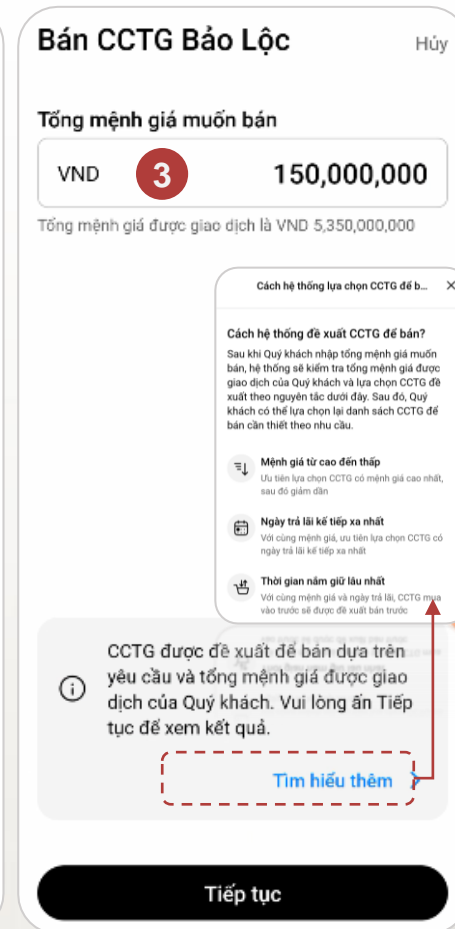 Bán CCTG Bảo Lộc
Hủy
Tổng mệnh giá muốn bán
VND
3
150,000,000
Tổng mệnh giá được giao dịch là VND 5,350,000,000
Cách hệ thống lựa chọn CCTG để b...
Cách hệ thống đề xuất CCTG để bán?
Sau khi Quý khách nhập tổng mệnh giá muốn
bán, hệ thống sẽ kiểm tra tổng mệnh giá được
giao dịch của Quý khách và lựa chọn CCTG đề
xuất theo nguyên tắc dưới đây. Sau đó, Quý
khách có thể lựa chọn lại danh sách CCTG để
bán cần thiết theo nhu cầu.
Mệnh giá từ cao đến thấp
Ưu tiên lựa chọn CCTG có mệnh giá cao nhất,
sau đó giảm dần
Ngày trả lãi kế tiếp xa nhất
Với cùng mệnh giá, ưu tiên lựa chọn CCTG có
ngày trả lãi kế tiếp xa nhất
Thời gian nắm giữ lâu nhất
Với cùng mệnh giá và ngày trả lãi, CCTG mua
vào trước sẽ được đề xuất bán trước
CCTG được đề xuất để bán dựa trên
yêu cầu và tổng mệnh giá được giao
dịch của Quý khách. Vui lòng ấn Tiếp
tục để xem kết quả.
Tìm hiểu thêm
Tiếp tục